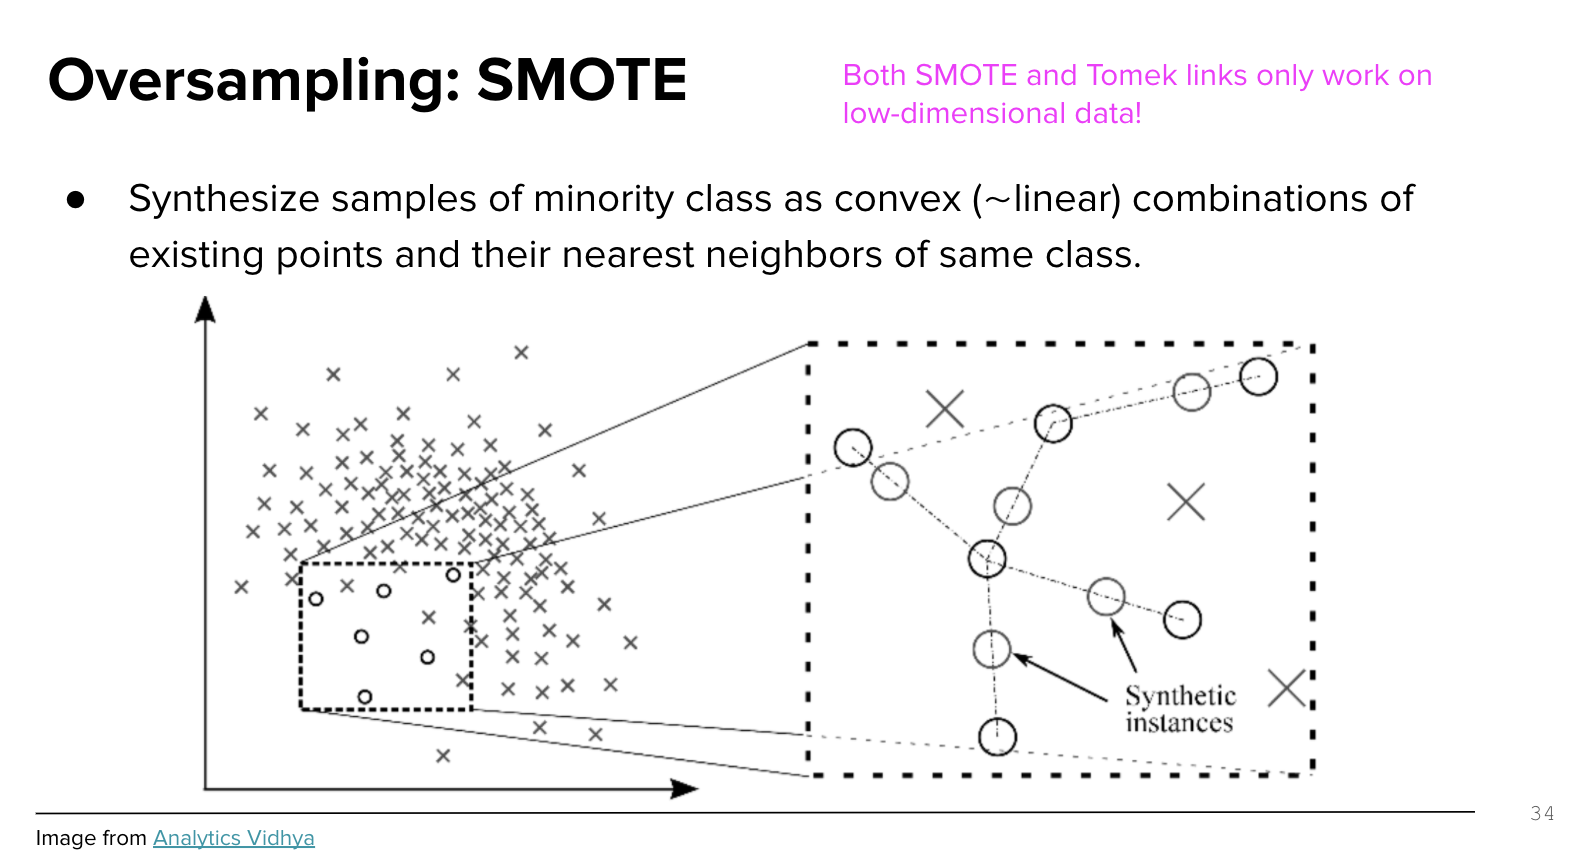 Oversampling: SMOTE
Both SMOTE and Tomek links only work on
low-dimensional data!
● Synthesize samples of minority class as convex (~linear) combinations of
existing points and their nearest neighbors of same class.
Synthetic
instances
Image from Analytics Vidhya
34